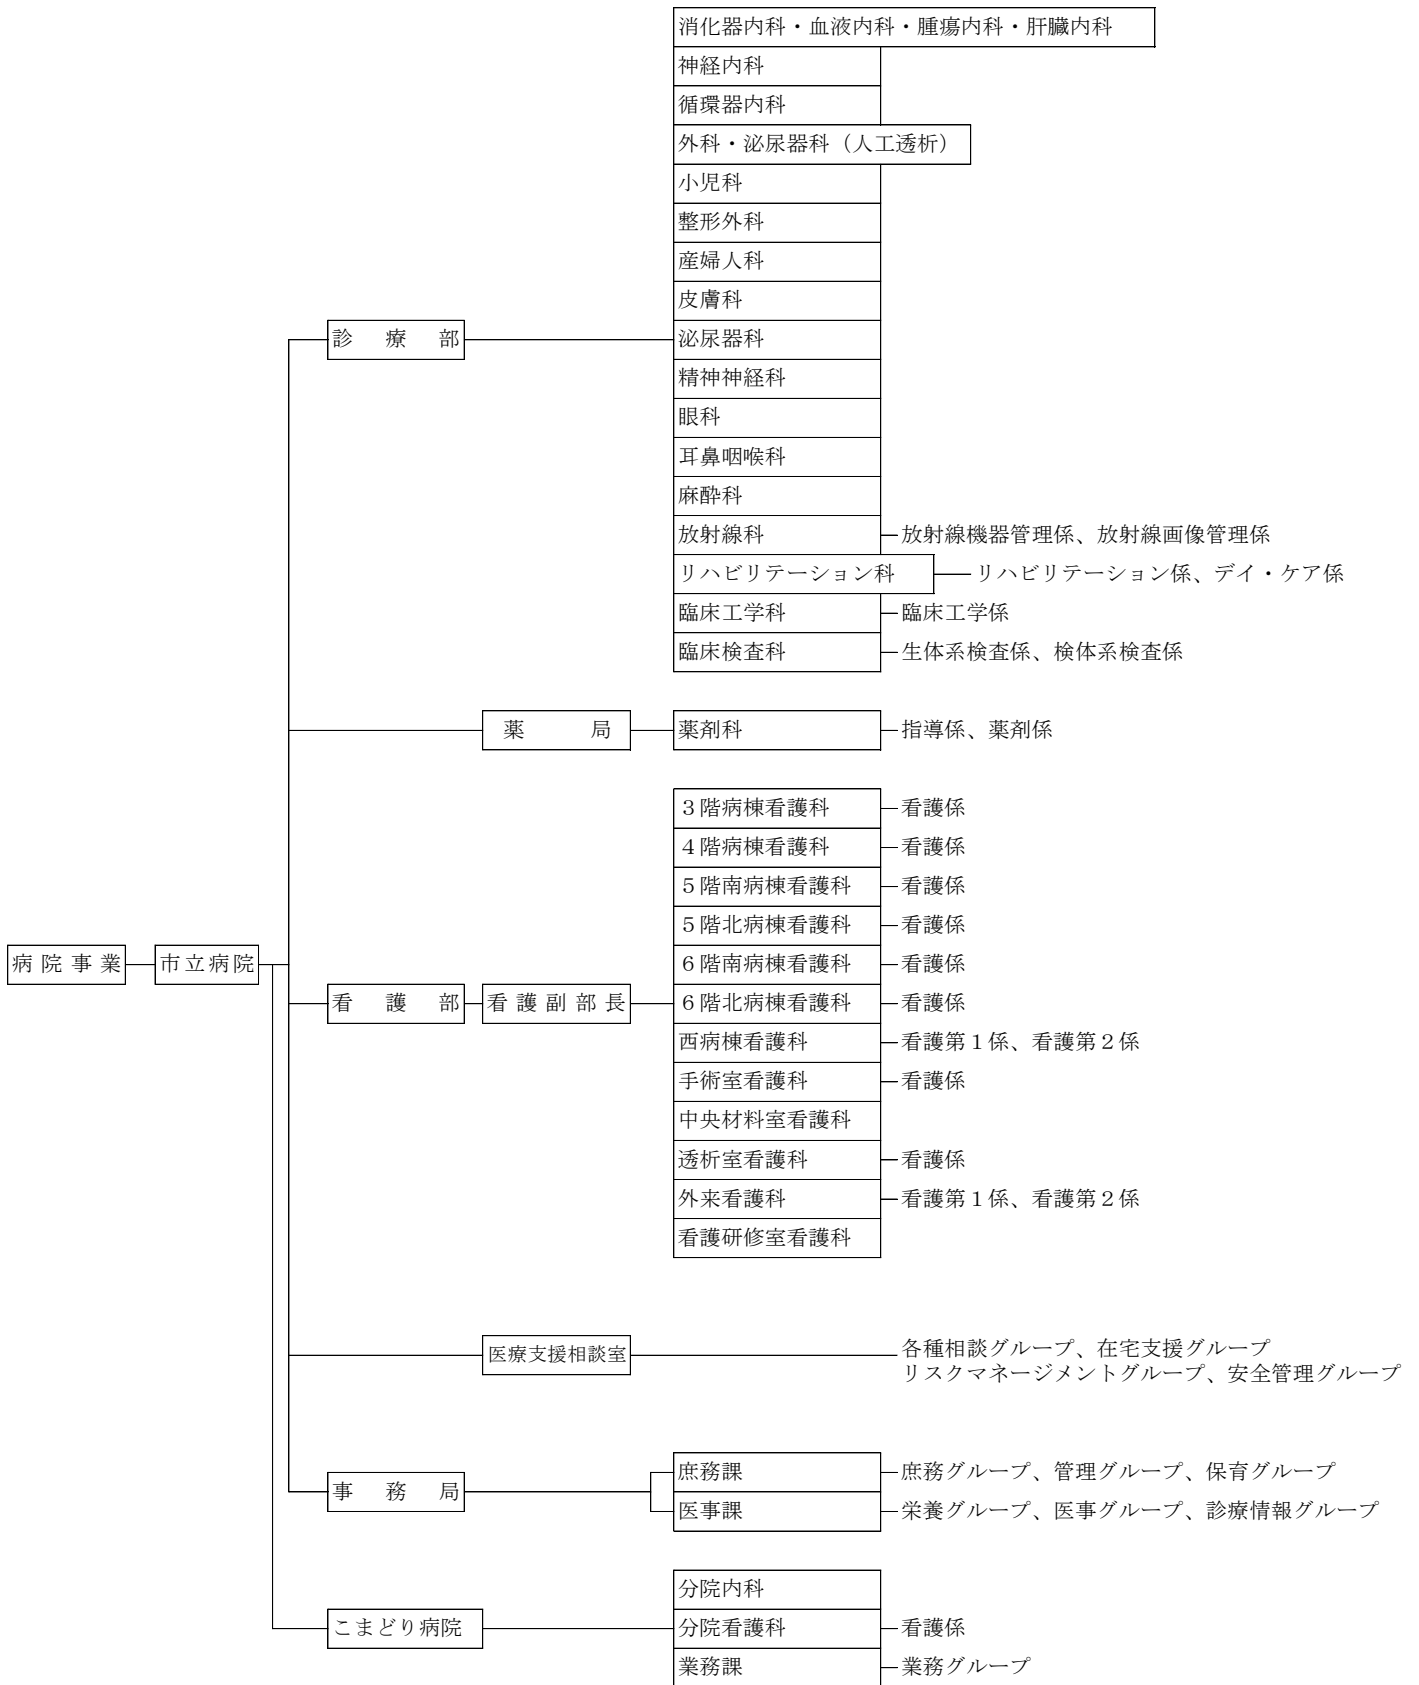 消化器内科・血液内科・腫瘍内科・肝臓内科
神経内科
循環器内科
外科・泌尿器科（人工透析）
小児科
整形外科
産婦人科
皮膚科
診療部 泌尿器科
精神神経科
眼科
耳鼻咽喉科
麻酔科
放射線科 放射線機器管理係、放射線画像管理係
リハビリテーション科 リハビリテーション係、デイ・ケア係
臨床工学科 臨床工学係
臨床検査科 生体系検査係、検体系検査係
薬局 薬剤科 指導係、薬剤係
３階病棟看護科 看護係
４階病棟看護科 看護係
５階南病棟看護科 看護係
５階北病棟看護科 看護係
病院事業 市立病院 ６階南病棟看護科 看護係
看護部 看護副部長 ６階北病棟看護科 看護係
西病棟看護科 看護第１係、看護第２係
手術室看護科 看護係
中央材料室看護科
透析室看護科 看護係
外来看護科 看護第１係、看護第２係
看護研修室看護科
医療支援相談室 各種相談グループ、在宅支援グループ
リスクマネージメントグループ、安全管理グループ
庶務課 庶務グループ、管理グループ、保育グループ
事務局
医事課 栄養グループ、医事グループ、診療情報グループ
分院内科
こまどり病院 分院看護科 看護係
業務課 業務グループ